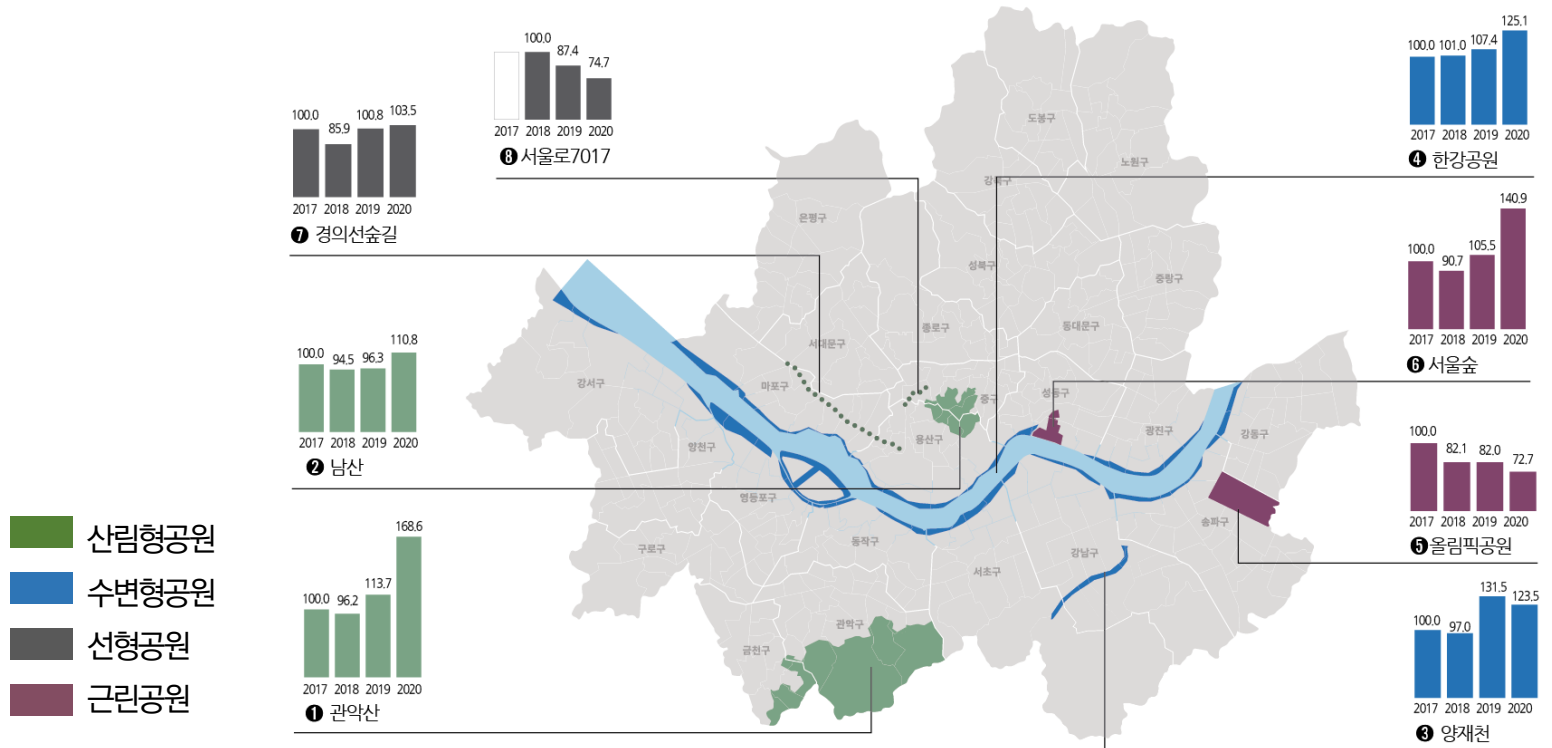 100.0 87.4 74.7
2017 2018 2019 2020
❽ 서울로7017
100.0 85.9 100.8 103.5
2017 2018 2019 2020
❼ 경의선숲길
100.0 94.5 96.3 110.8
2017 2018 2019 2020
❷ 남산
100.0 96.2 113.7 168.6
2017 2018 2019 2020
❶ 관악산
산림형공원
수변형공원
선형공원
근린공원
도봉구
노원구
강북구
은평구
성북구
중랑구
종로구
동대문구
서대문구
강서구
마포구
중구
성동구
광진구
강동구
용산구
양천구
영등포구
송파구
구로구
동작구
강남구
서초구
관악구
금천구
100.0 101.0 107.4 125.1
2017 2018 2019 2020
❹ 한강공원
100.0 90.7 105.5 140.9
2017 2018 2019 2020
❻ 서울숲
100.0 82.1 82.0 72.7
2017 2018 2019 2020
❺ 올림픽공원
100.0 97.0 131.5 123.5
2017 2018 2019 2020
❸ 양재천